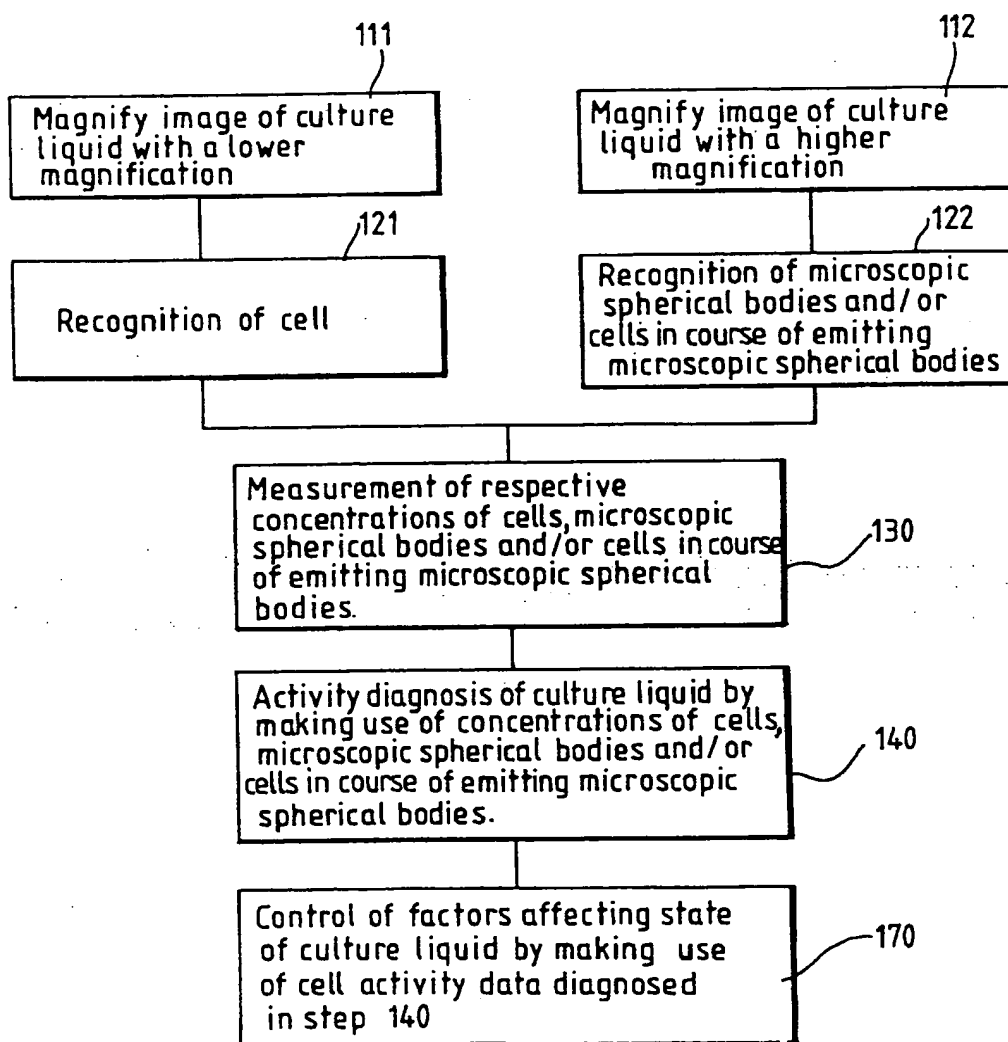 111
Magnify image of culture
liquid with a lower
magnification
112
Magnify image of culture
liquid with a higher
magnification
121
Recognition of cell
122
Recognition of microscopic
spherical bodies and/or
cells in course of emitting
microscopic spherical bodies
Measurement of respective
concentrations of cells, microscopic
spherical bodies and/or cells in course
of emitting microscopic spherical
bodies.
130
Activity diagnosis of culture liquid by
making use of concentrations of cells,
microscopic spherical bodies and/or
cells in course of emitting microscopic
spherical bodies.
140
Control of factors affecting state
of culture liquid by making use
of cell activity data diagnosed
in step 140
170